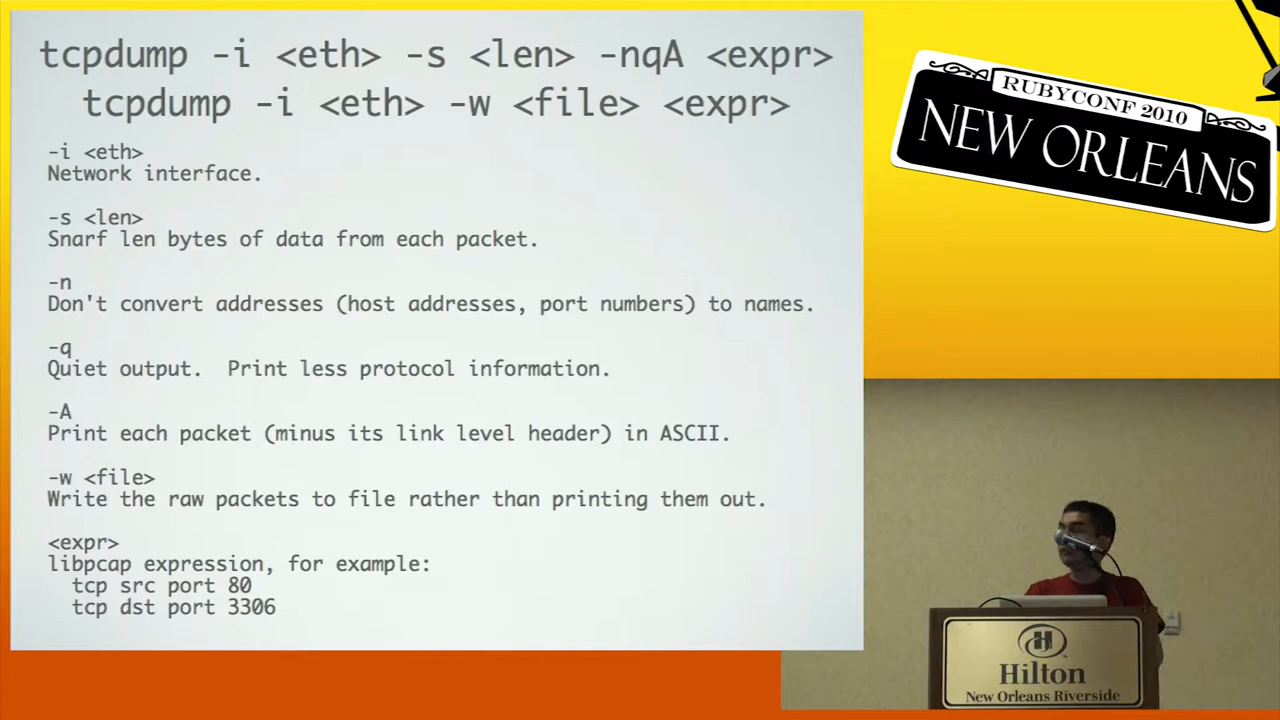 tcpdump -i <eth> -s <len> -nqA <expr>
tcpdump -i <eth> -w <file> <expr>
-i <eth>
Network interface.
-s <len>
Snarf len bytes of data from each packet.
-n
Don't convert addresses (host addresses, port numbers) to names.
-q
Quiet output.  Print less protocol information.
-A
Print each packet (minus its link level header) in ASCII.
-w <file>
Write the raw packets to file rather than printing them out.
<expr>
libpcap expression, for example:
tcp src port 80
tcp dst port 3306
RUBYCONF 2010
NEW ORLEANS
H
Hilton
New Orleans Riverside